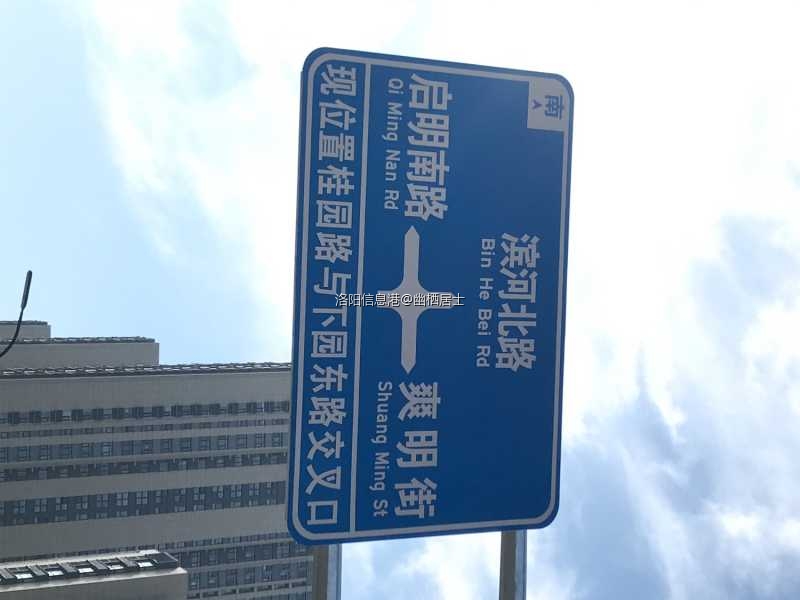 南
滨河北路
Bin He Bei Rd
启明南路
Qi Ming Nan Rd
爽明街
Shuang Ming St
现位置桂园路与下园东路交叉口
洛阳信息港@幽栖居士